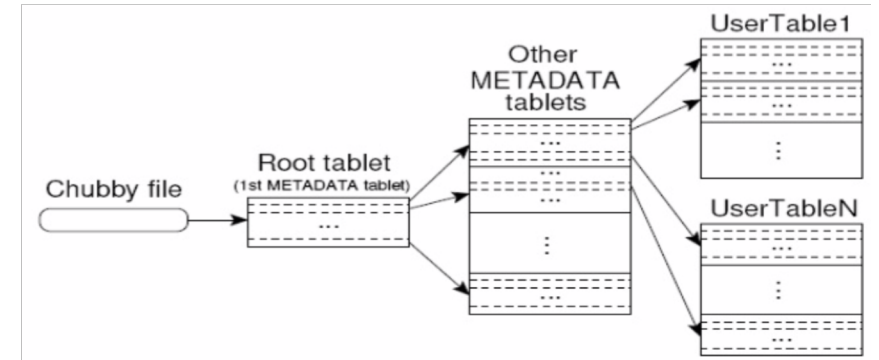 Chubby file
Root tablet
(1st METADATA tablet)
...
Other
METADATA
tablets
...
...
...
⋮
...
UserTable1
...
...
⋮
UserTableN
...
⋮
...